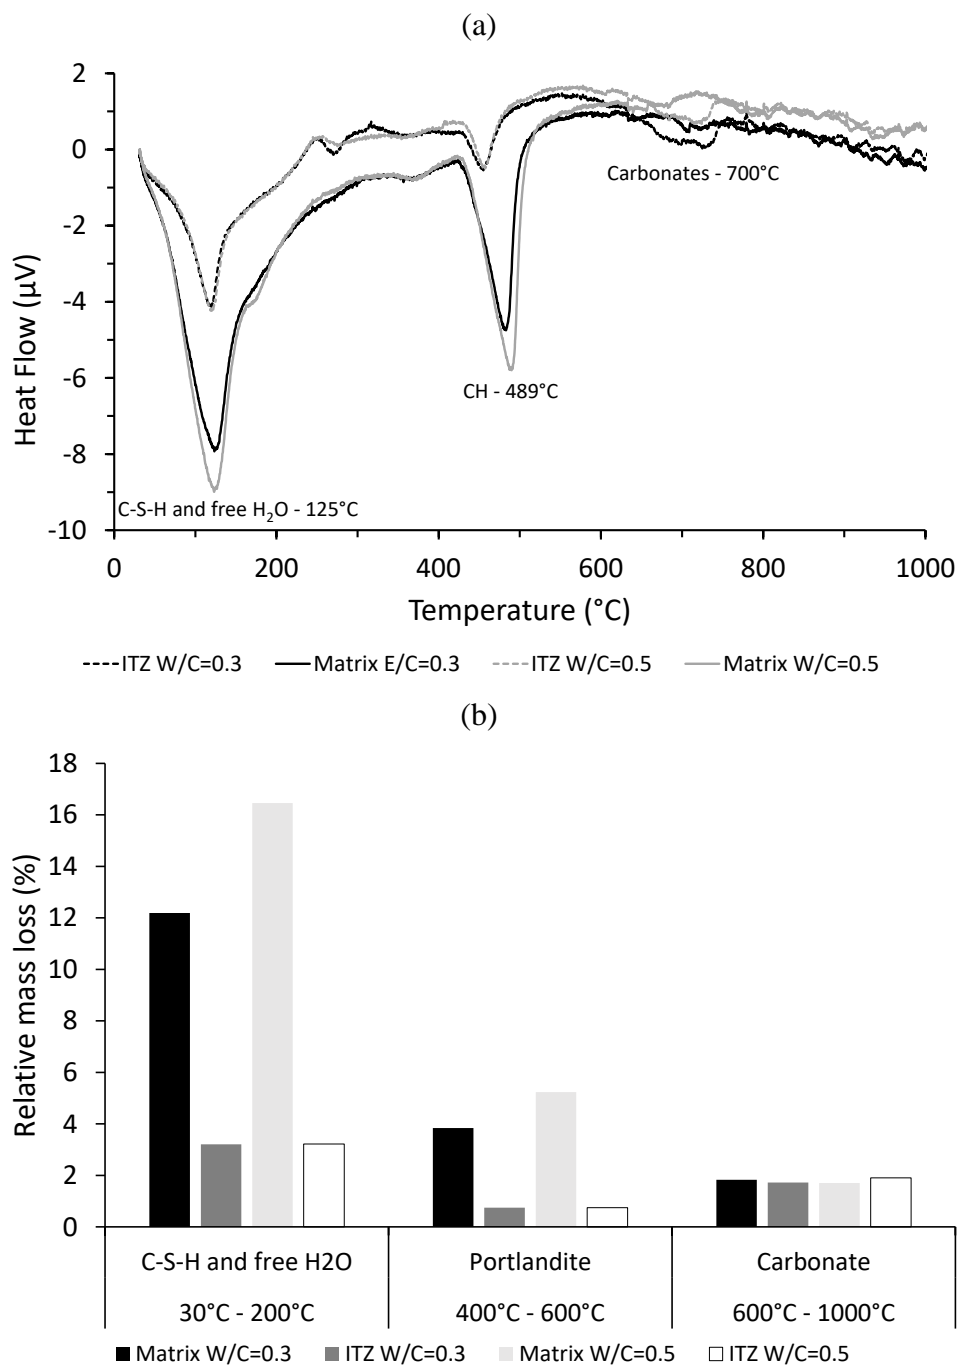 (a)
2
0
-2
-4
-6
-8
-10
Heat Flow (µV)
Carbonates - 700°C
CH - 489°C
C-S-H and free H₂O - 125°C
0 200 400 600 800 1000
Temperature (°C)
ITZ W/C=0.3 Matrix E/C=0.3 ITZ W/C=0.5 Matrix W/C=0.5
(b)
18
16
14
12
10
8
6
4
2
0
Relative mass loss (%)
C-S-H and free H2O Portlandite Carbonate
30°C - 200°C 400°C - 600°C 600°C - 1000°C
Matrix W/C=0.3 ITZ W/C=0.3 Matrix W/C=0.5 ITZ W/C=0.5